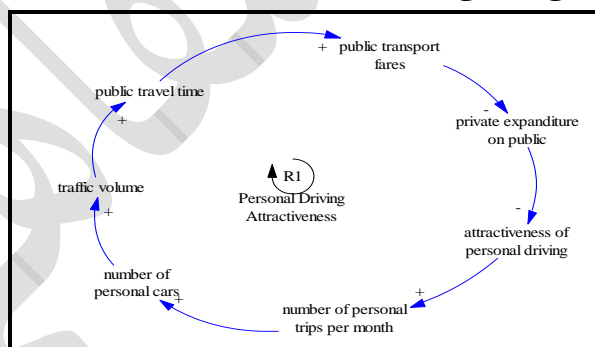 + public transport
fares
public travel time
+
-
private expenditure
on public
R1
traffic volume
+
Personal Driving
Attractiveness
-
attractiveness of
personal driving
number of
personal cars
+
+
number of personal
trips per month